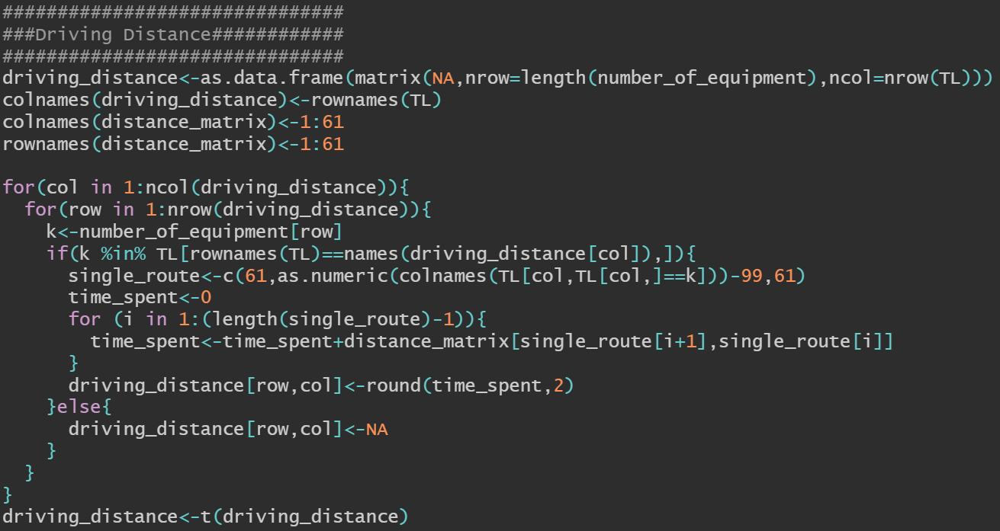 ###############################
###Driving Distance############
###############################
driving_distance<-as.data.frame(matrix(NA,nrow=length(number_of_equipment),ncol=nrow(TL)))
colnames(driving_distance)<-rownames(TL)
colnames(distance_matrix)<-1:61
rownames(distance_matrix)<-1:61

for(col in 1:ncol(driving_distance)){
  for(row in 1:nrow(driving_distance)){
    k<-number_of_equipment[row]
    if(k %in% TL[rownames(TL)==names(driving_distance[col]),]){
      single_route<-c(61,as.numeric(colnames(TL[col,TL[col,]==k]))-99,61)
      time_spent<-0
      for (i in 1:(length(single_route)-1)){
        time_spent<-time_spent+distance_matrix[single_route[i+1],single_route[i]]
      }
      driving_distance[row,col]<-round(time_spent,2)
    }else{
      driving_distance[row,col]<-NA
    }
  }
}
driving_distance<-t(driving_distance)